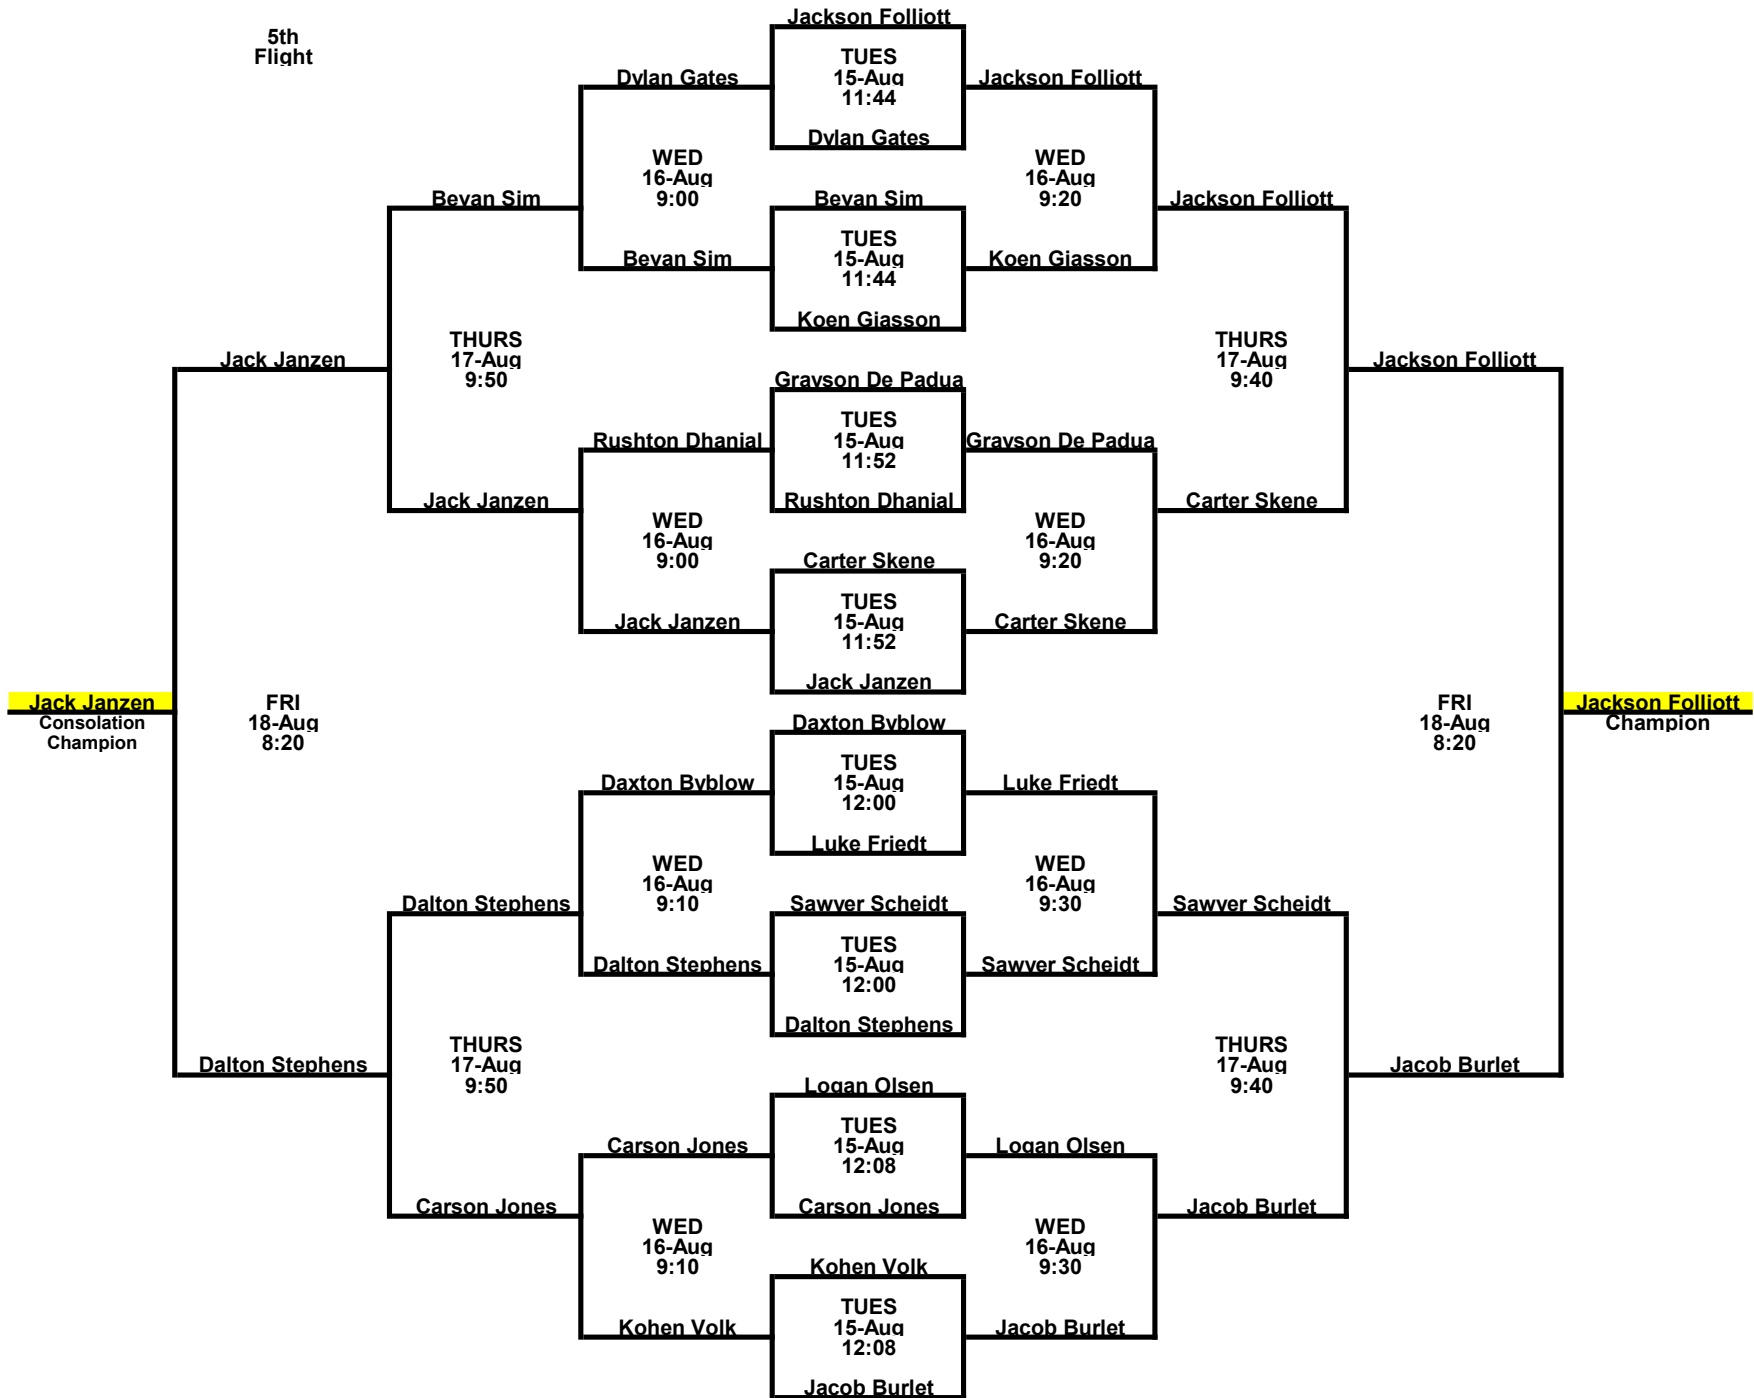 Jackson Folliott
5th
Flight
TUES
15-Aug
11:44
Dylan Gates
Jackson Folliott
Dylan Gates
WED
16-Aug
9:00
WED
16-Aug
9:20
Bevan Sim
Bevan Sim
Jackson Folliott
TUES
15-Aug
11:44
Bevan Sim
Koen Giasson
Koen Giasson
THURS
17-Aug
9:50
THURS
17-Aug
9:40
Jack Janzen
Jackson Folliott
Grayson De Padua
TUES
15-Aug
11:52
Rushton Dhanial
Grayson De Padua
Jack Janzen
Rushton Dhanial
Carter Skene
WED
16-Aug
9:00
WED
16-Aug
9:20
Carter Skene
TUES
15-Aug
11:52
Jack Janzen
Carter Skene
Jack Janzen
Jack Janzen
Consolation
Champion
FRI
18-Aug
8:20
FRI
18-Aug
8:20
Jackson Folliott
Champion
Daxton Byblow
TUES
15-Aug
12:00
Daxton Byblow
Luke Friedt
Luke Friedt
WED
16-Aug
9:10
WED
16-Aug
9:30
Dalton Stephens
Sawyer Scheidt
Sawyer Scheidt
TUES
15-Aug
12:00
Dalton Stephens
Sawyer Scheidt
Dalton Stephens
THURS
17-Aug
9:50
THURS
17-Aug
9:40
Dalton Stephens
Jacob Burlet
Logan Olsen
TUES
15-Aug
12:08
Carson Jones
Logan Olsen
Carson Jones
Carson Jones
Jacob Burlet
WED
16-Aug
9:10
WED
16-Aug
9:30
Kohen Volk
TUES
15-Aug
12:08
Kohen Volk
Jacob Burlet
Jacob Burlet